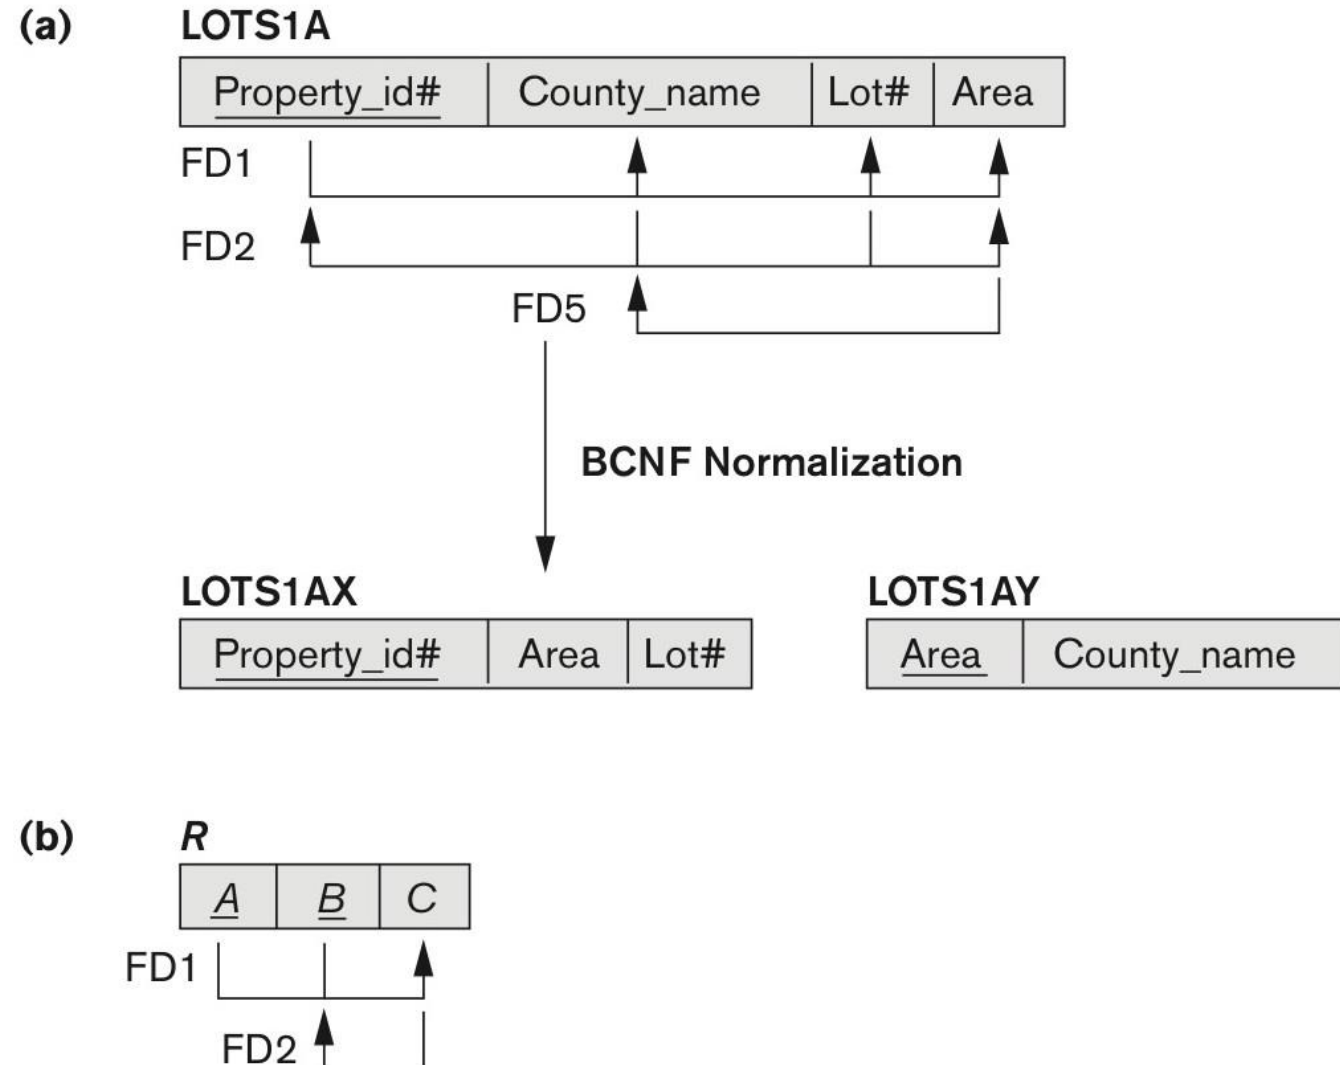 (a) LOTS1A
Property_id# County_name Lot# Area
FD1
FD2
FD5
BCNF Normalization
LOTS1AX LOTS1AY
Property_id# Area Lot# Area County_name
(b) R
A B C
FD1
FD2